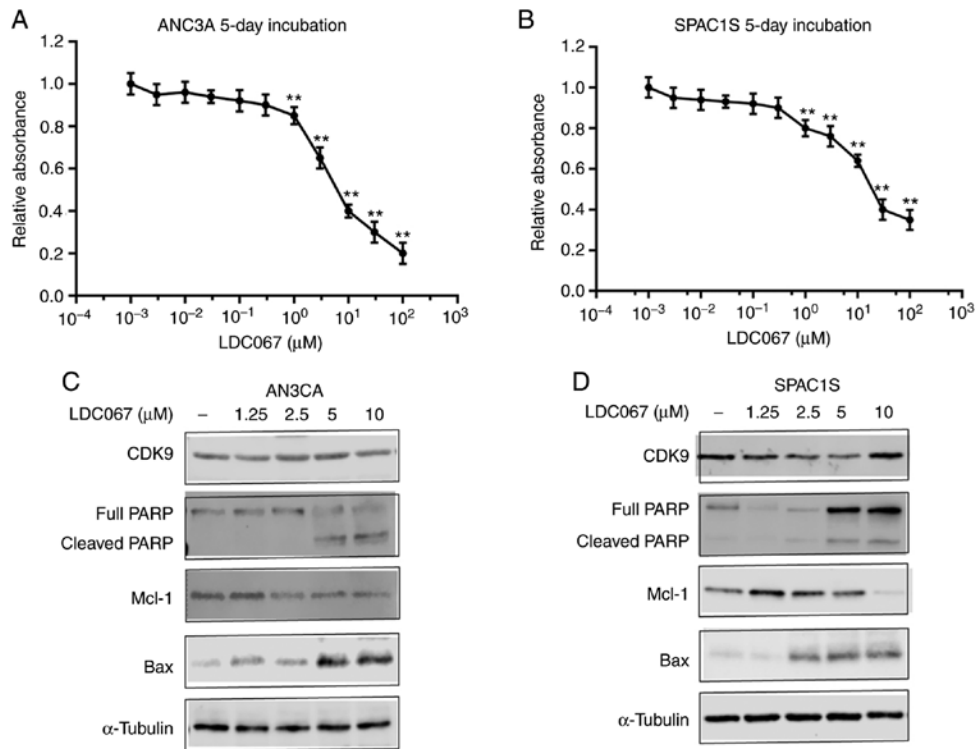 A
ANC3A 5-day incubation
Relative absorbance
1.2
1.0
0.8
0.6
0.4
0.2
0.0
** ** ** ** **
10⁻⁴ 10⁻³ 10⁻² 10⁻¹ 10⁰ 10¹ 10² 10³
LDC067 (μM)
B
SPAC1S 5-day incubation
Relative absorbance
1.2
1.0
0.8
0.6
0.4
0.2
0.0
** ** ** ** **
10⁻⁴ 10⁻³ 10⁻² 10⁻¹ 10⁰ 10¹ 10² 10³
LDC067 (μM)
C
AN3CA
LDC067 (μM) – 1.25 2.5 5 10
CDK9
Full PARP
Cleaved PARP
Mcl-1
Bax
α-Tubulin
D
SPAC1S
LDC067 (μM) – 1.25 2.5 5 10
CDK9
Full PARP
Cleaved PARP
Mcl-1
Bax
α-Tubulin